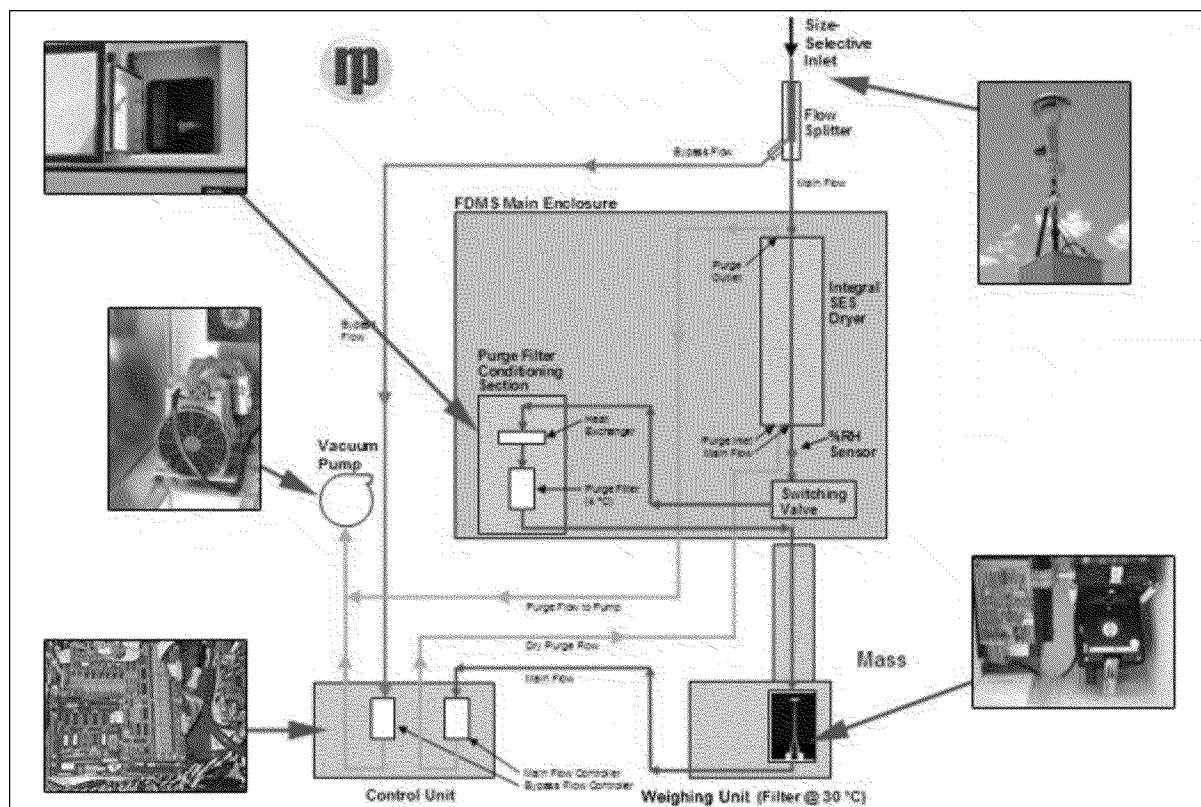 Size-
Selective
Inlet
rp
Flow
Splitter
Bypass Flow
Main Flow
FDMS Main Enclosure
Purge
Outlet
Integral
SES
Dryer
Bypass
Flow
Purge Filter
Conditioning
Section
Heat
Exchanger
Purge Inlet
Main Flow
%RH
Sensor
Vacuum
Pump
Purge Filter
(4 °C)
Switching
Valve
Purge Flow to Pump
Dry Purge Flow
Main Flow
Mass
Main Flow Controller
Bypass Flow Controller
Control Unit
Weighing Unit (Filter @ 30 °C)